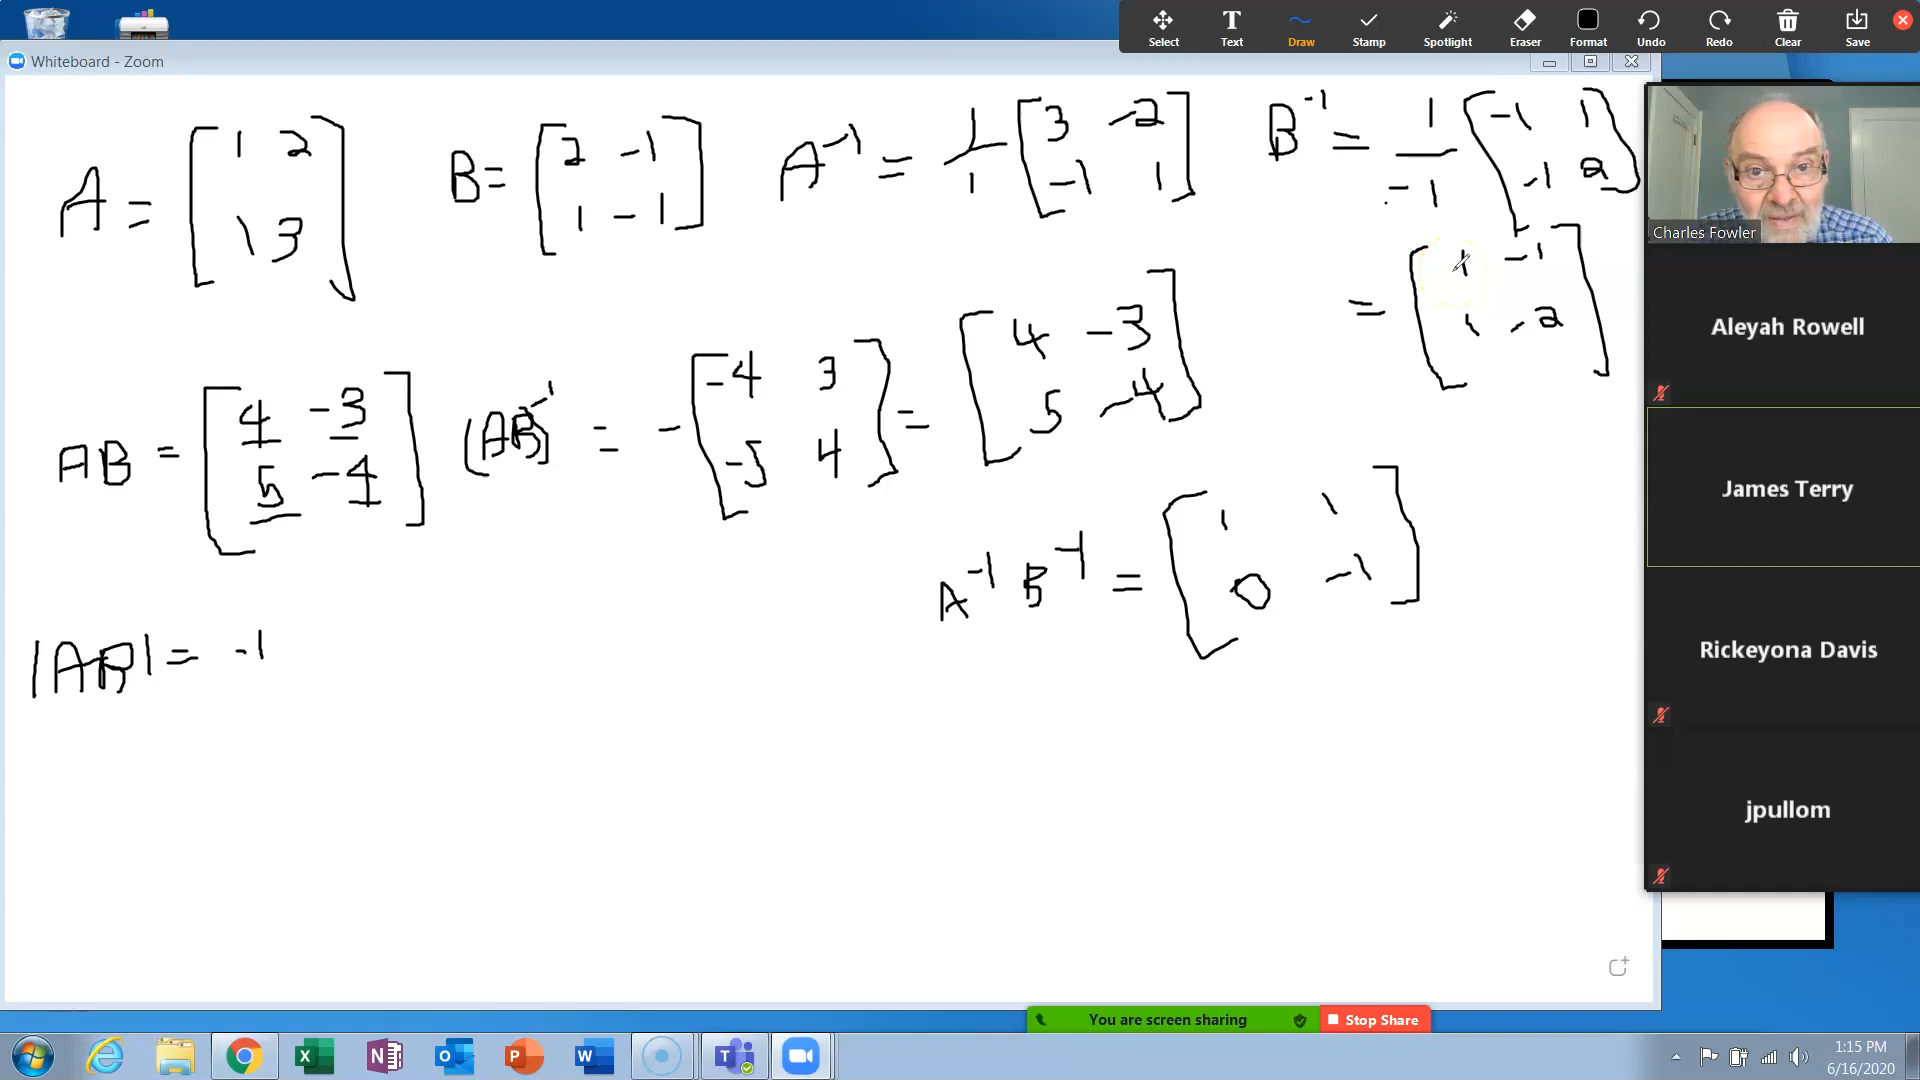 Select Text Draw Stamp Spotlight Eraser Format Undo Redo Clear Save
Whiteboard - Zoom
A = [1 2
1 3]
B = [2 -1
1 -1]
A⁻¹ = 1/1 [3 -2
-1 1]
B⁻¹ = 1/-1 [-1 1
-1 2]
= [1 -1
1 -2]
AB = [4 -3
5 -4]
(AB)⁻¹ = - [-4 3
-5 4]
= [4 -3
5 -4]
A⁻¹ B⁻¹ = [1 1
0 -1]
|AB| = -1
Charles Fowler
Aleyah Rowell
James Terry
Rickeyona Davis
jpullom
You are screen sharing Stop Share
1:15 PM
6/16/2020